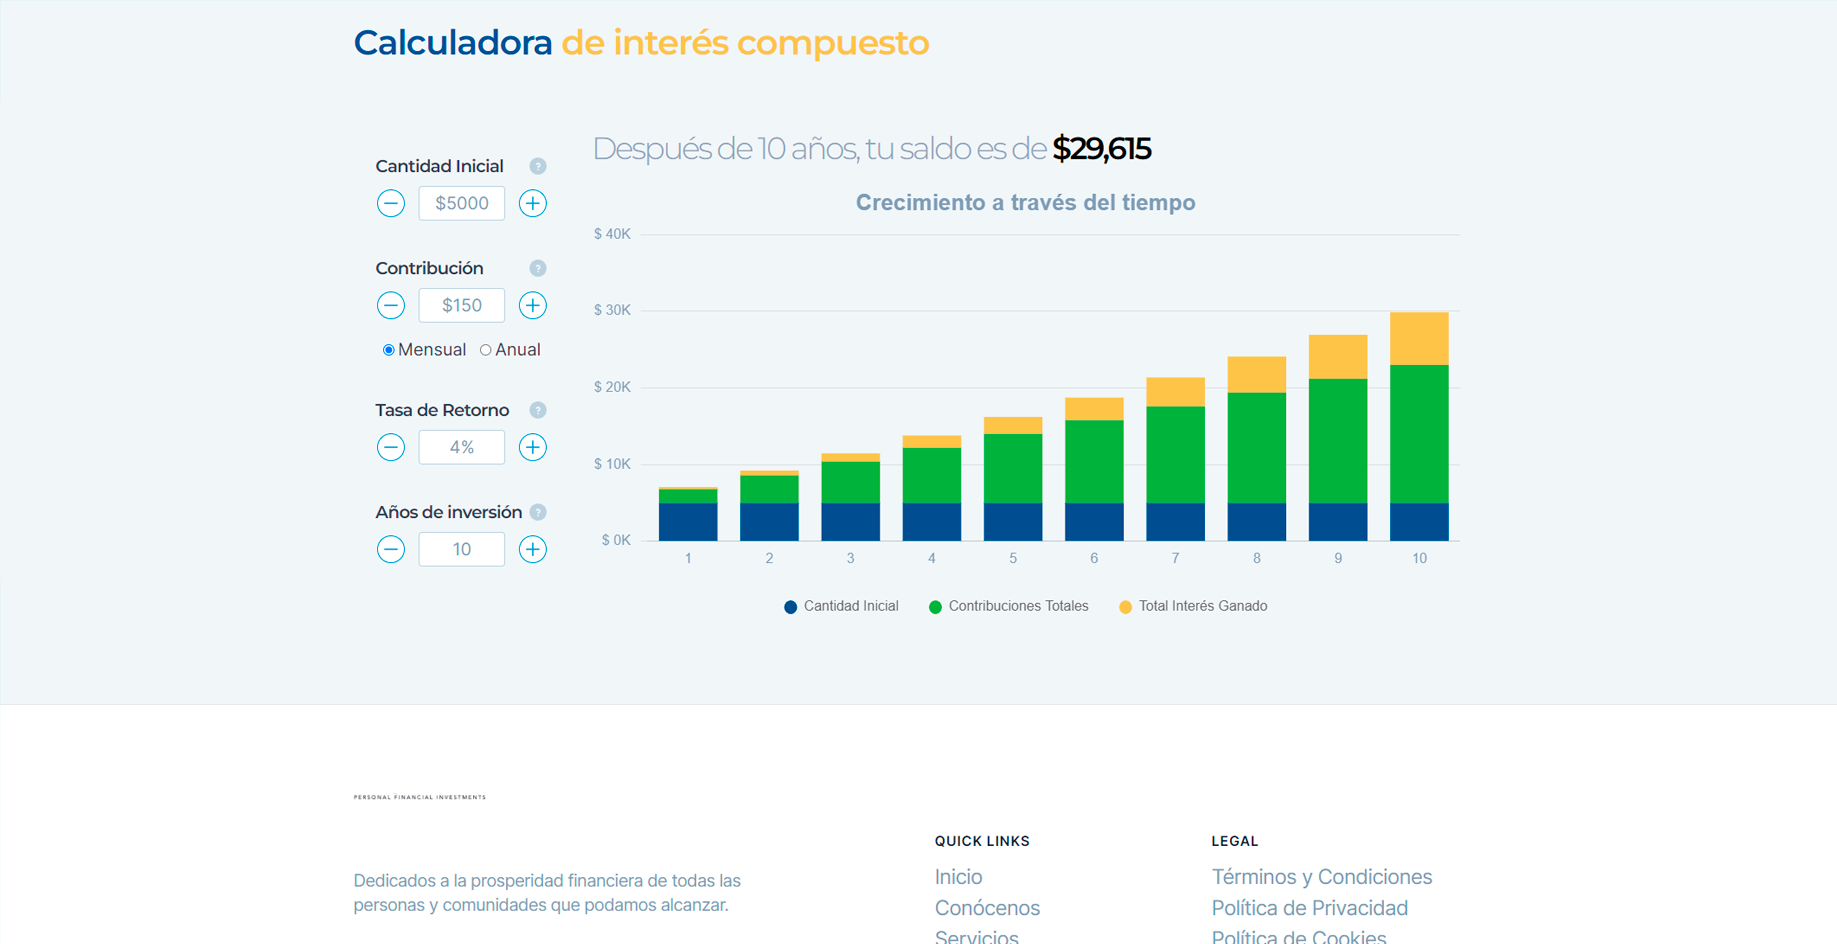 Calculadora de interés compuesto
Después de 10 años, tu saldo es de $29,615
Cantidad Inicial ?
$5000
Contribución ?
$150
Mensual Anual
Tasa de Retorno ?
4%
Años de inversión ?
10
Crecimiento a través del tiempo
$ 40K
$ 30K
$ 20K
$ 10K
$ 0K
1 2 3 4 5 6 7 8 9 10
Cantidad Inicial Contribuciones Totales Total Interés Ganado
PERSONAL FINANCIAL INVESTMENTS
Dedicados a la prosperidad financiera de todas las
personas y comunidades que podamos alcanzar.
QUICK LINKS
Inicio
Conócenos
Servicios
LEGAL
Términos y Condiciones
Política de Privacidad
Política de Cookies